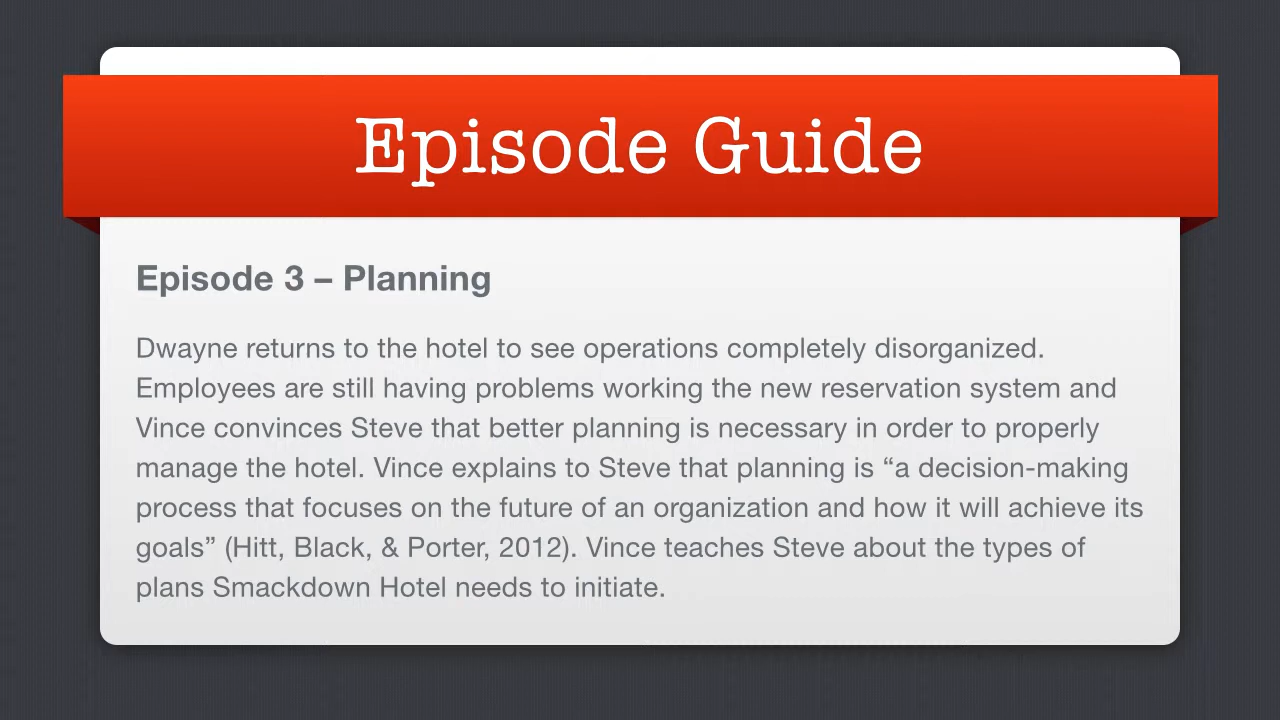 Episode Guide
Episode 3 – Planning
Dwayne returns to the hotel to see operations completely disorganized.
Employees are still having problems working the new reservation system and
Vince convinces Steve that better planning is necessary in order to properly
manage the hotel. Vince explains to Steve that planning is “a decision-making
process that focuses on the future of an organization and how it will achieve its
goals” (Hitt, Black, & Porter, 2012). Vince teaches Steve about the types of
plans Smackdown Hotel needs to initiate.